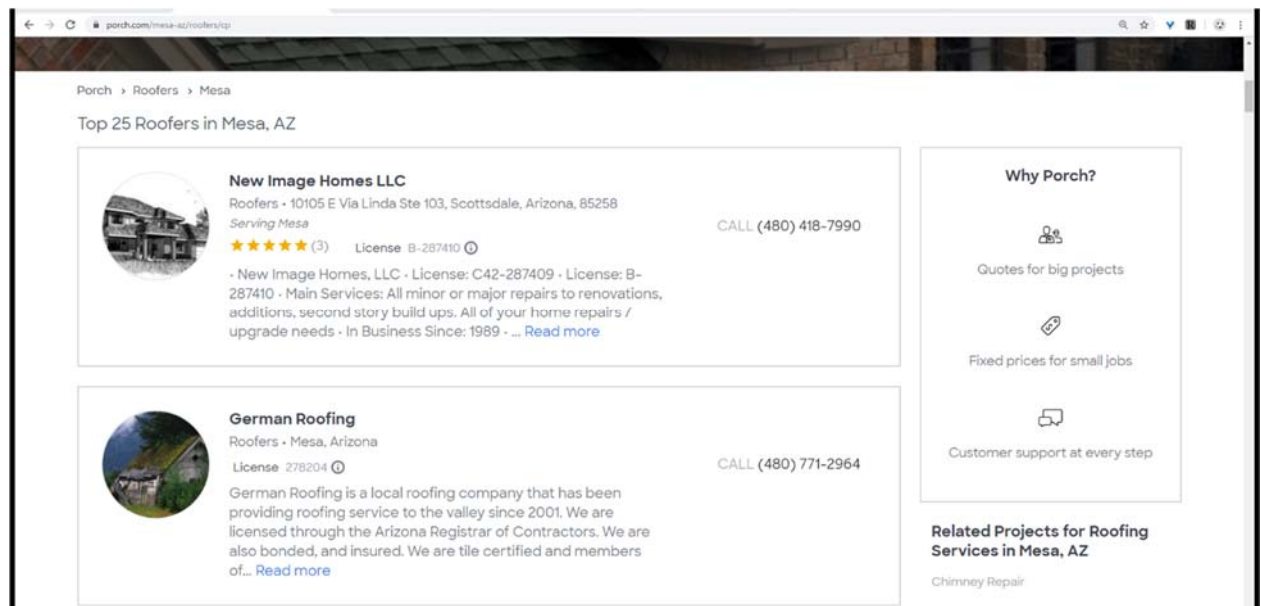 porch.com/mesa-az/roofers/cp
Porch > Roofers > Mesa
Top 25 Roofers in Mesa, AZ
New Image Homes LLC
Roofers • 10105 E Via Linda Ste 103, Scottsdale, Arizona, 85258
Serving Mesa
(3) License B-287410
CALL (480) 418-7990
• New Image Homes, LLC • License: C42-287409 • License: B-
287410 • Main Services: All minor or major repairs to renovations,
additions, second story build ups. All of your home repairs /
upgrade needs • In Business Since: 1989 • ... Read more
German Roofing
Roofers • Mesa, Arizona
License 278204
CALL (480) 771-2964
German Roofing is a local roofing company that has been
providing roofing service to the valley since 2001. We are
licensed through the Arizona Registrar of Contractors. We are
also bonded, and insured. We are tile certified and members
of... Read more
Why Porch?
Quotes for big projects
Fixed prices for small jobs
Customer support at every step
Related Projects for Roofing
Services in Mesa, AZ
Chimney Repair